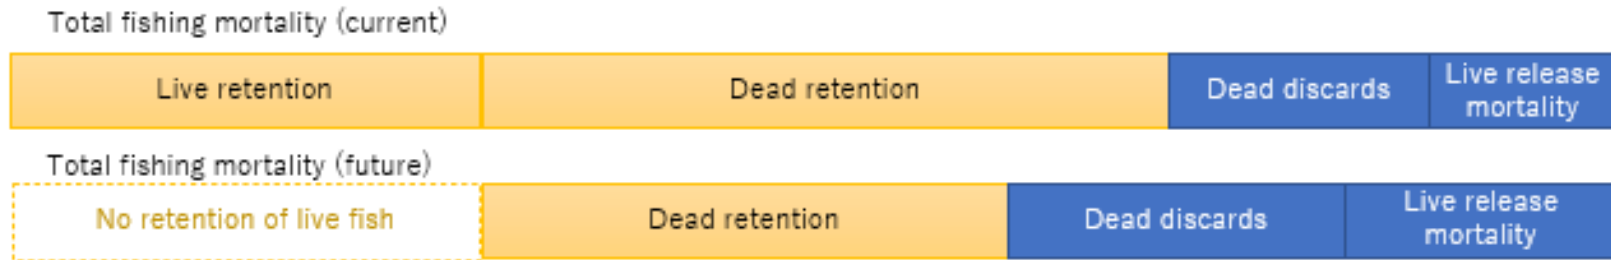 Total fishing mortality (current)
Live retention
Dead retention
Dead discards
Live release
mortality
Total fishing mortality (future)
No retention of live fish
Dead retention
Dead discards
Live release
mortality